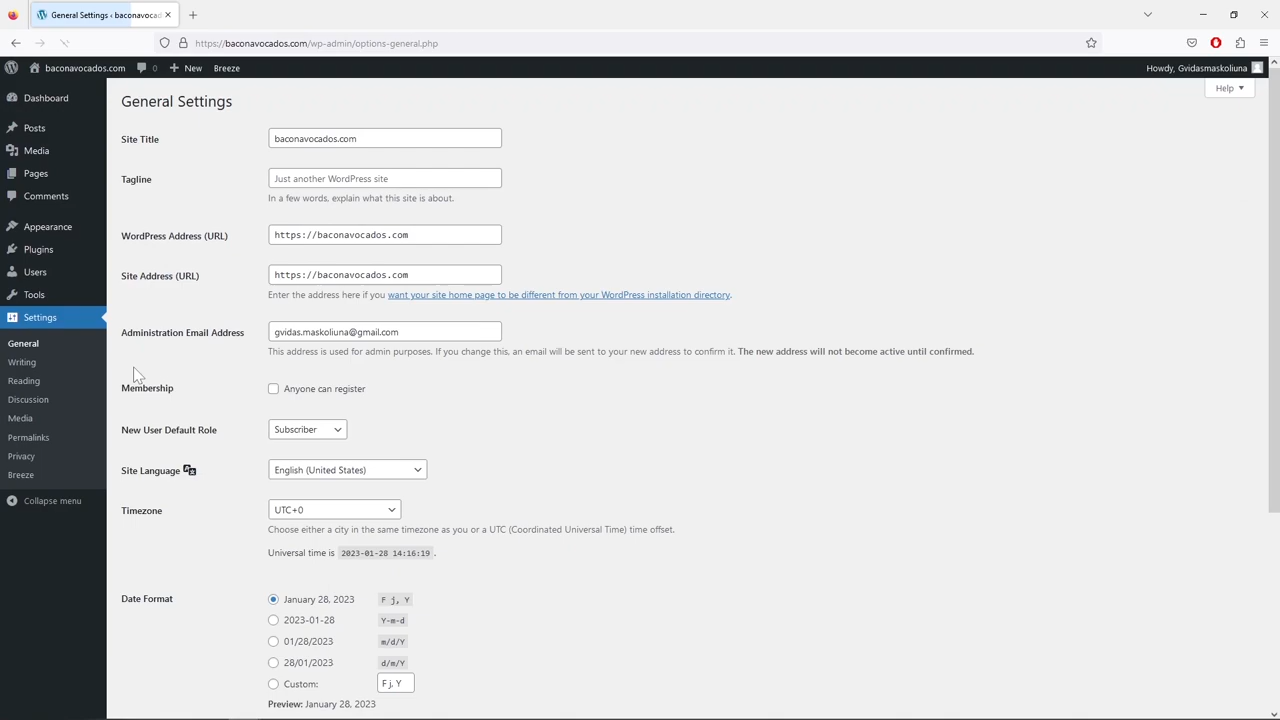 General Settings ‹ baconavocados
https://baconavocados.com/wp-admin/options-general.php
baconavocados.com 0 New Breeze Howdy, Gvidasmaskoliuna
Dashboard
Posts
Media
Pages
Comments
Appearance
Plugins
Users
Tools
Settings
General
Writing
Reading
Discussion
Media
Permalinks
Privacy
Breeze
Collapse menu
Help
General Settings
Site Title baconavocados.com
Tagline Just another WordPress site
In a few words, explain what this site is about.
WordPress Address (URL) https://baconavocados.com
Site Address (URL) https://baconavocados.com
Enter the address here if you want your site home page to be different from your WordPress installation directory.
Administration Email Address gvidas.maskoliuna@gmail.com
This address is used for admin purposes. If you change this, an email will be sent to your new address to confirm it. The new address will not become active until confirmed.
Membership Anyone can register
New User Default Role Subscriber
Site Language English (United States)
Timezone UTC+0
Choose either a city in the same timezone as you or a UTC (Coordinated Universal Time) time offset.
Universal time is 2023-01-28 14:16:19 .
Date Format January 28, 2023 F j, Y
2023-01-28 Y-m-d
01/28/2023 m/d/Y
28/01/2023 d/m/Y
Custom: F j, Y
Preview: January 28, 2023